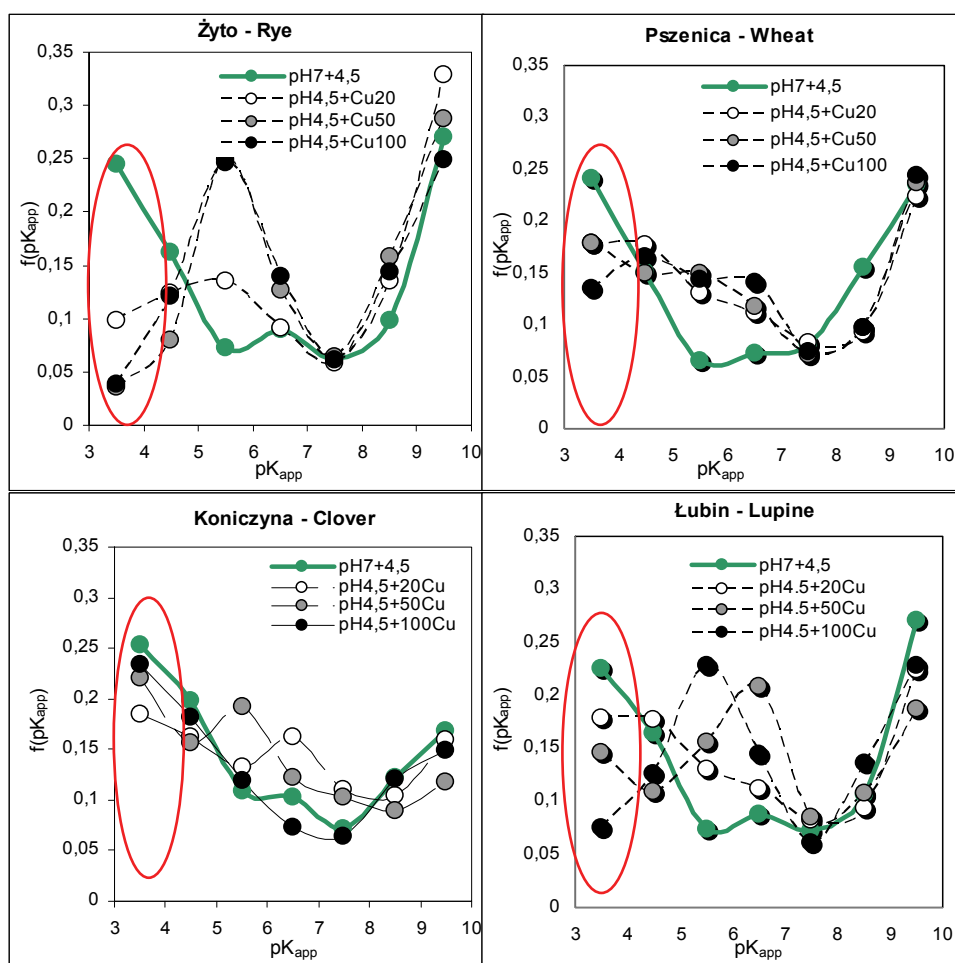 Żyto - Rye
0,35
0,3
0,25
0,2
0,15
0,1
0,05
0
f(pKapp)
pH7+4,5
pH4,5+Cu20
pH4,5+Cu50
pH4,5+Cu100
3 4 5 6 7 8 9 10
pKapp
Pszenica - Wheat
0,35
0,3
0,25
0,2
0,15
0,1
0,05
0
f(pKapp)
pH7+4,5
pH4,5+Cu20
pH4,5+Cu50
pH4,5+Cu100
3 4 5 6 7 8 9 10
pKapp
Koniczyna - Clover
0,35
0,3
0,25
0,2
0,15
0,1
0,05
0
f(pKapp)
pH7+4,5
pH4,5+20Cu
pH4,5+50Cu
pH4,5+100Cu
3 4 5 6 7 8 9 10
pKapp
Łubin - Lupine
0,35
0,3
0,25
0,2
0,15
0,1
0,05
0
f(pKapp)
pH7+4,5
pH4.5+20Cu
pH4.5+50Cu
pH4.5+100Cu
3 4 5 6 7 8 9 10
pKapp